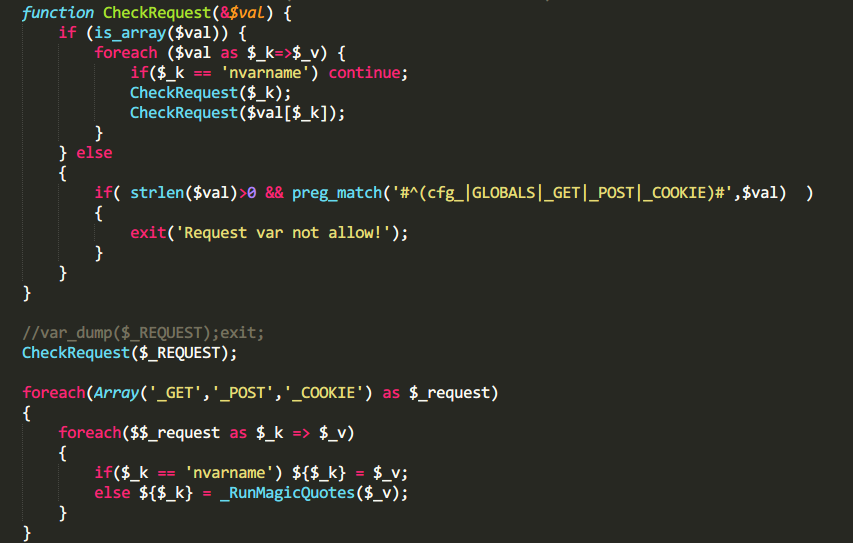 function CheckRequest(&$val) {
if (is_array($val)) {
foreach ($val as $_k=>$_v) {
if($_k == 'nvarname') continue;
CheckRequest($_k);
CheckRequest($val[$_k]);
}
} else
{
if( strlen($val)>0 && preg_match('#^(cfg_|GLOBALS|_GET|_POST|_COOKIE)#',$val)  )
{
exit('Request var not allow!');
}
}
}
//var_dump($_REQUEST);exit;
CheckRequest($_REQUEST);
foreach(Array('_GET','_POST','_COOKIE') as $_request)
{
foreach($$_request as $_k => $_v)
{
if($_k == 'nvarname') ${$_k} = $_v;
else ${$_k} = _RunMagicQuotes($_v);
}
}